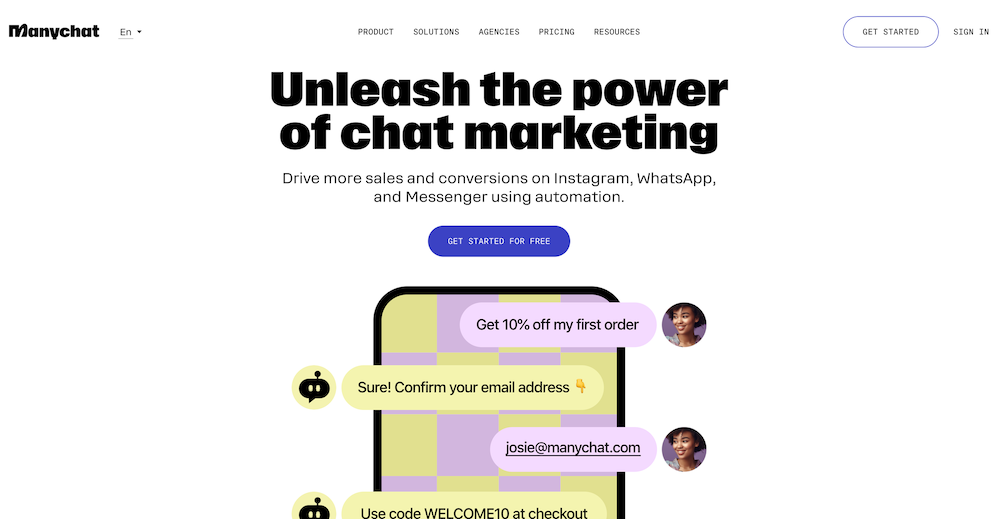 Manychat
En
PRODUCT
SOLUTIONS
AGENCIES
PRICING
RESOURCES
GET STARTED
SIGN IN
Unleash the power
of chat marketing
Drive more sales and conversions on Instagram, WhatsApp,
and Messenger using automation.
GET STARTED FOR FREE
Get 10% off my first order
Sure! Confirm your email address 👇
josie@manychat.com
Use code WELCOME10 at checkout